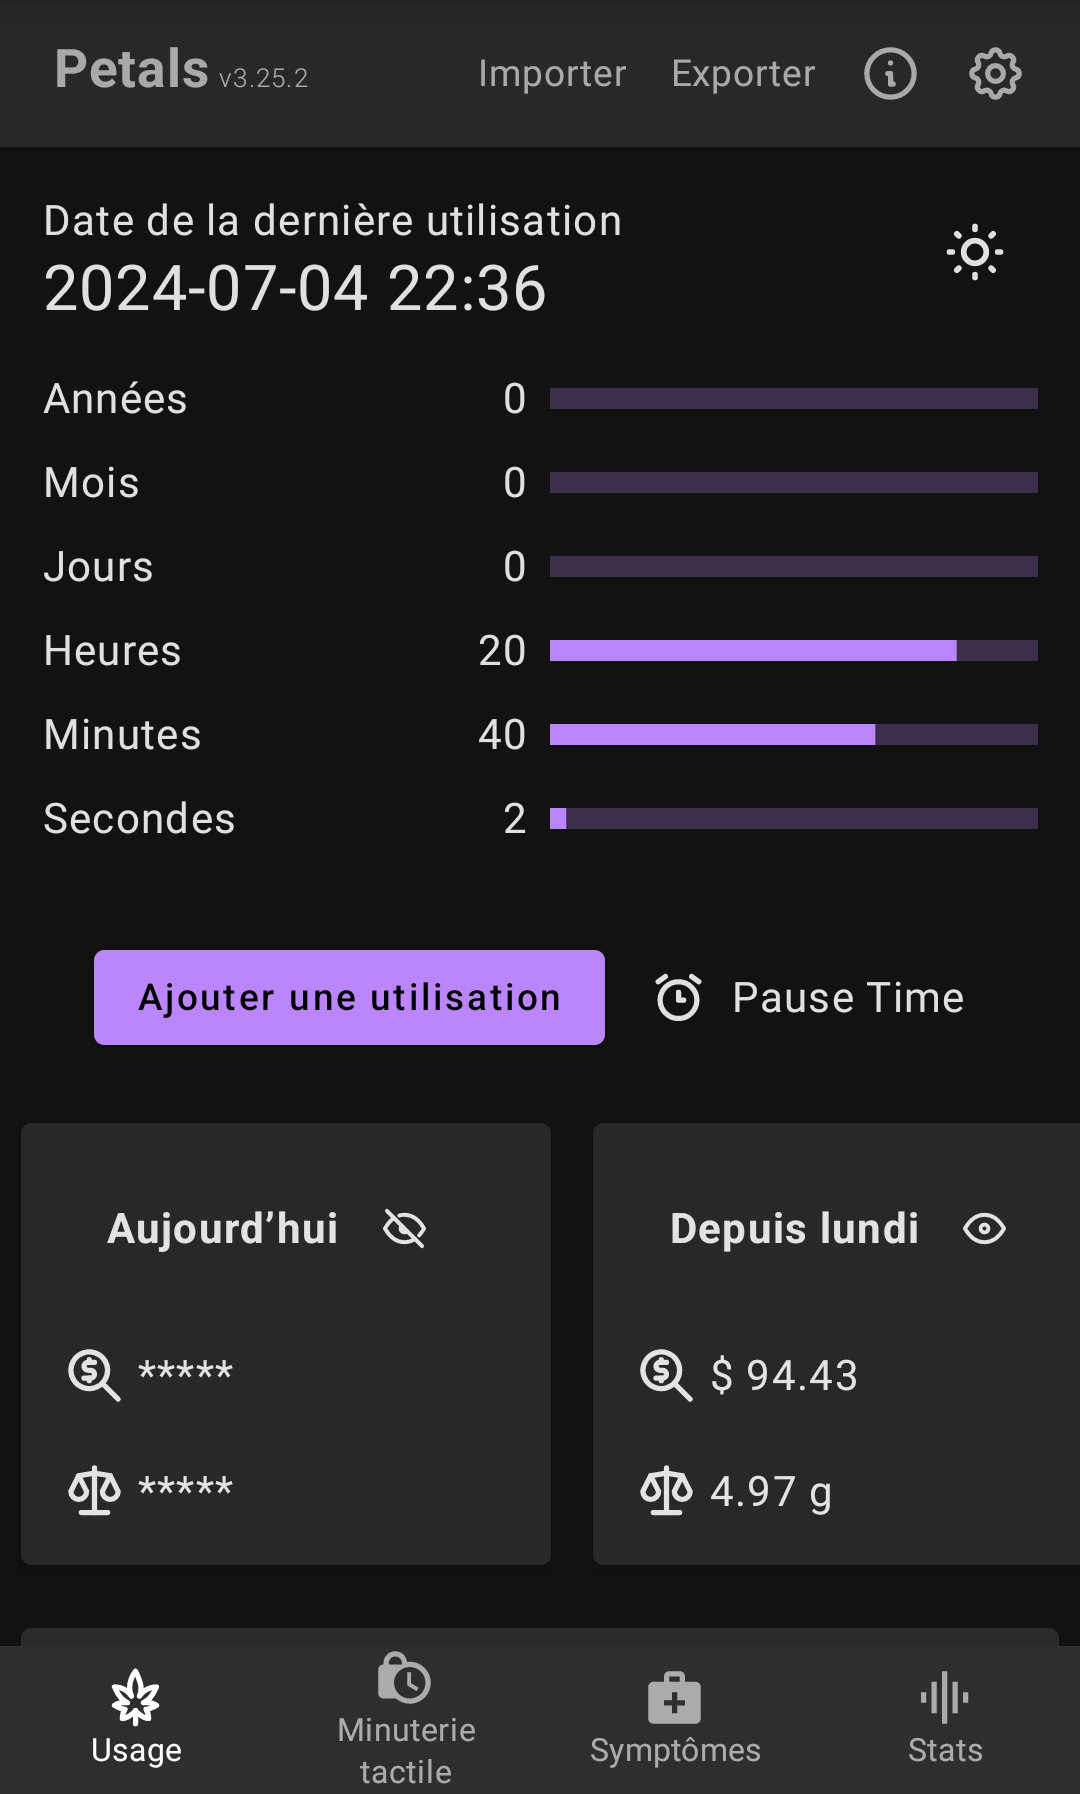 Petals v3.25.2 Importer Exporter
Date de la dernière utilisation
2024-07-04 22:36
Années 0
Mois 0
Jours 0
Heures 20
Minutes 40
Secondes 2
Ajouter une utilisation Pause Time
Aujourd’hui Depuis lundi
***** $ 94.43
***** 4.97 g
Usage
Minuterie
tactile
Symptômes
Stats